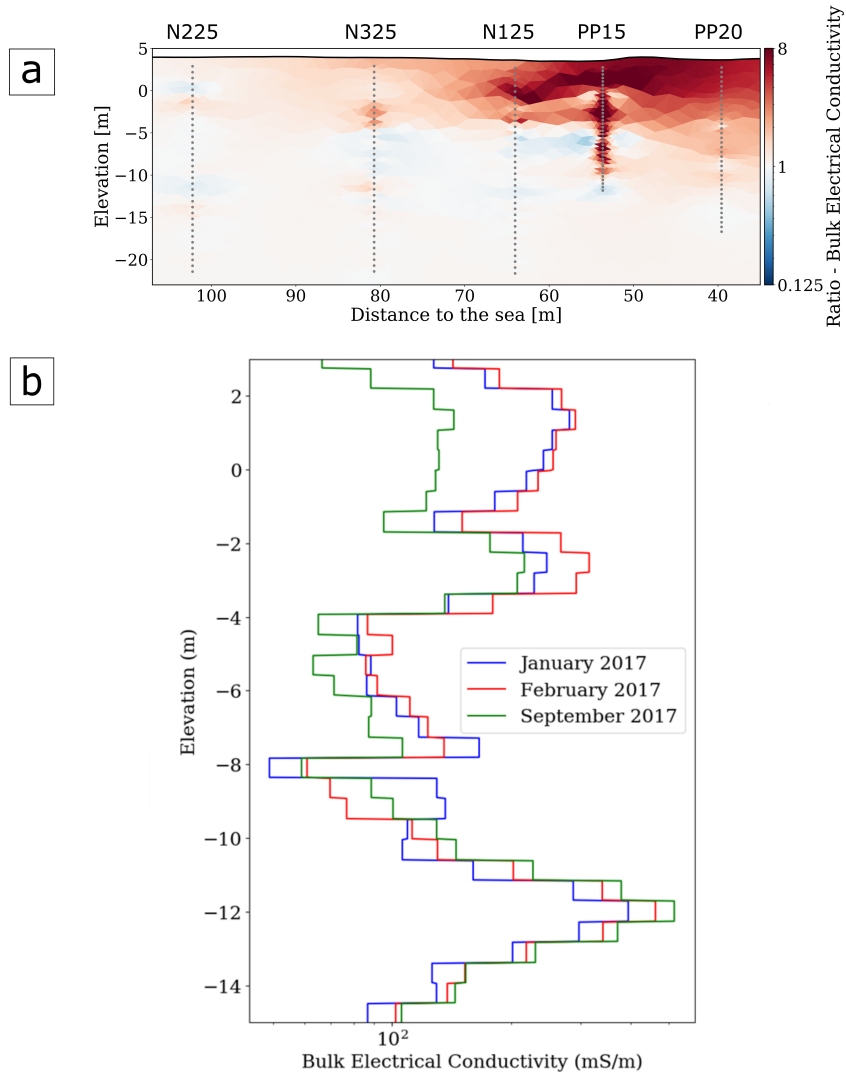 N225 N325 N125 PP15 PP20
a
5
0
−5
−10
−15
−20
Elevation [m]
100 90 80 70 60 50 40
Distance to the sea [m]
8
1
0.125
Ratio - Bulk Electrical Conductivity
b
2
0
−2
−4
−6
−8
−10
−12
−14
Elevation (m)
January 2017
February 2017
September 2017
10²
Bulk Electrical Conductivity (mS/m)